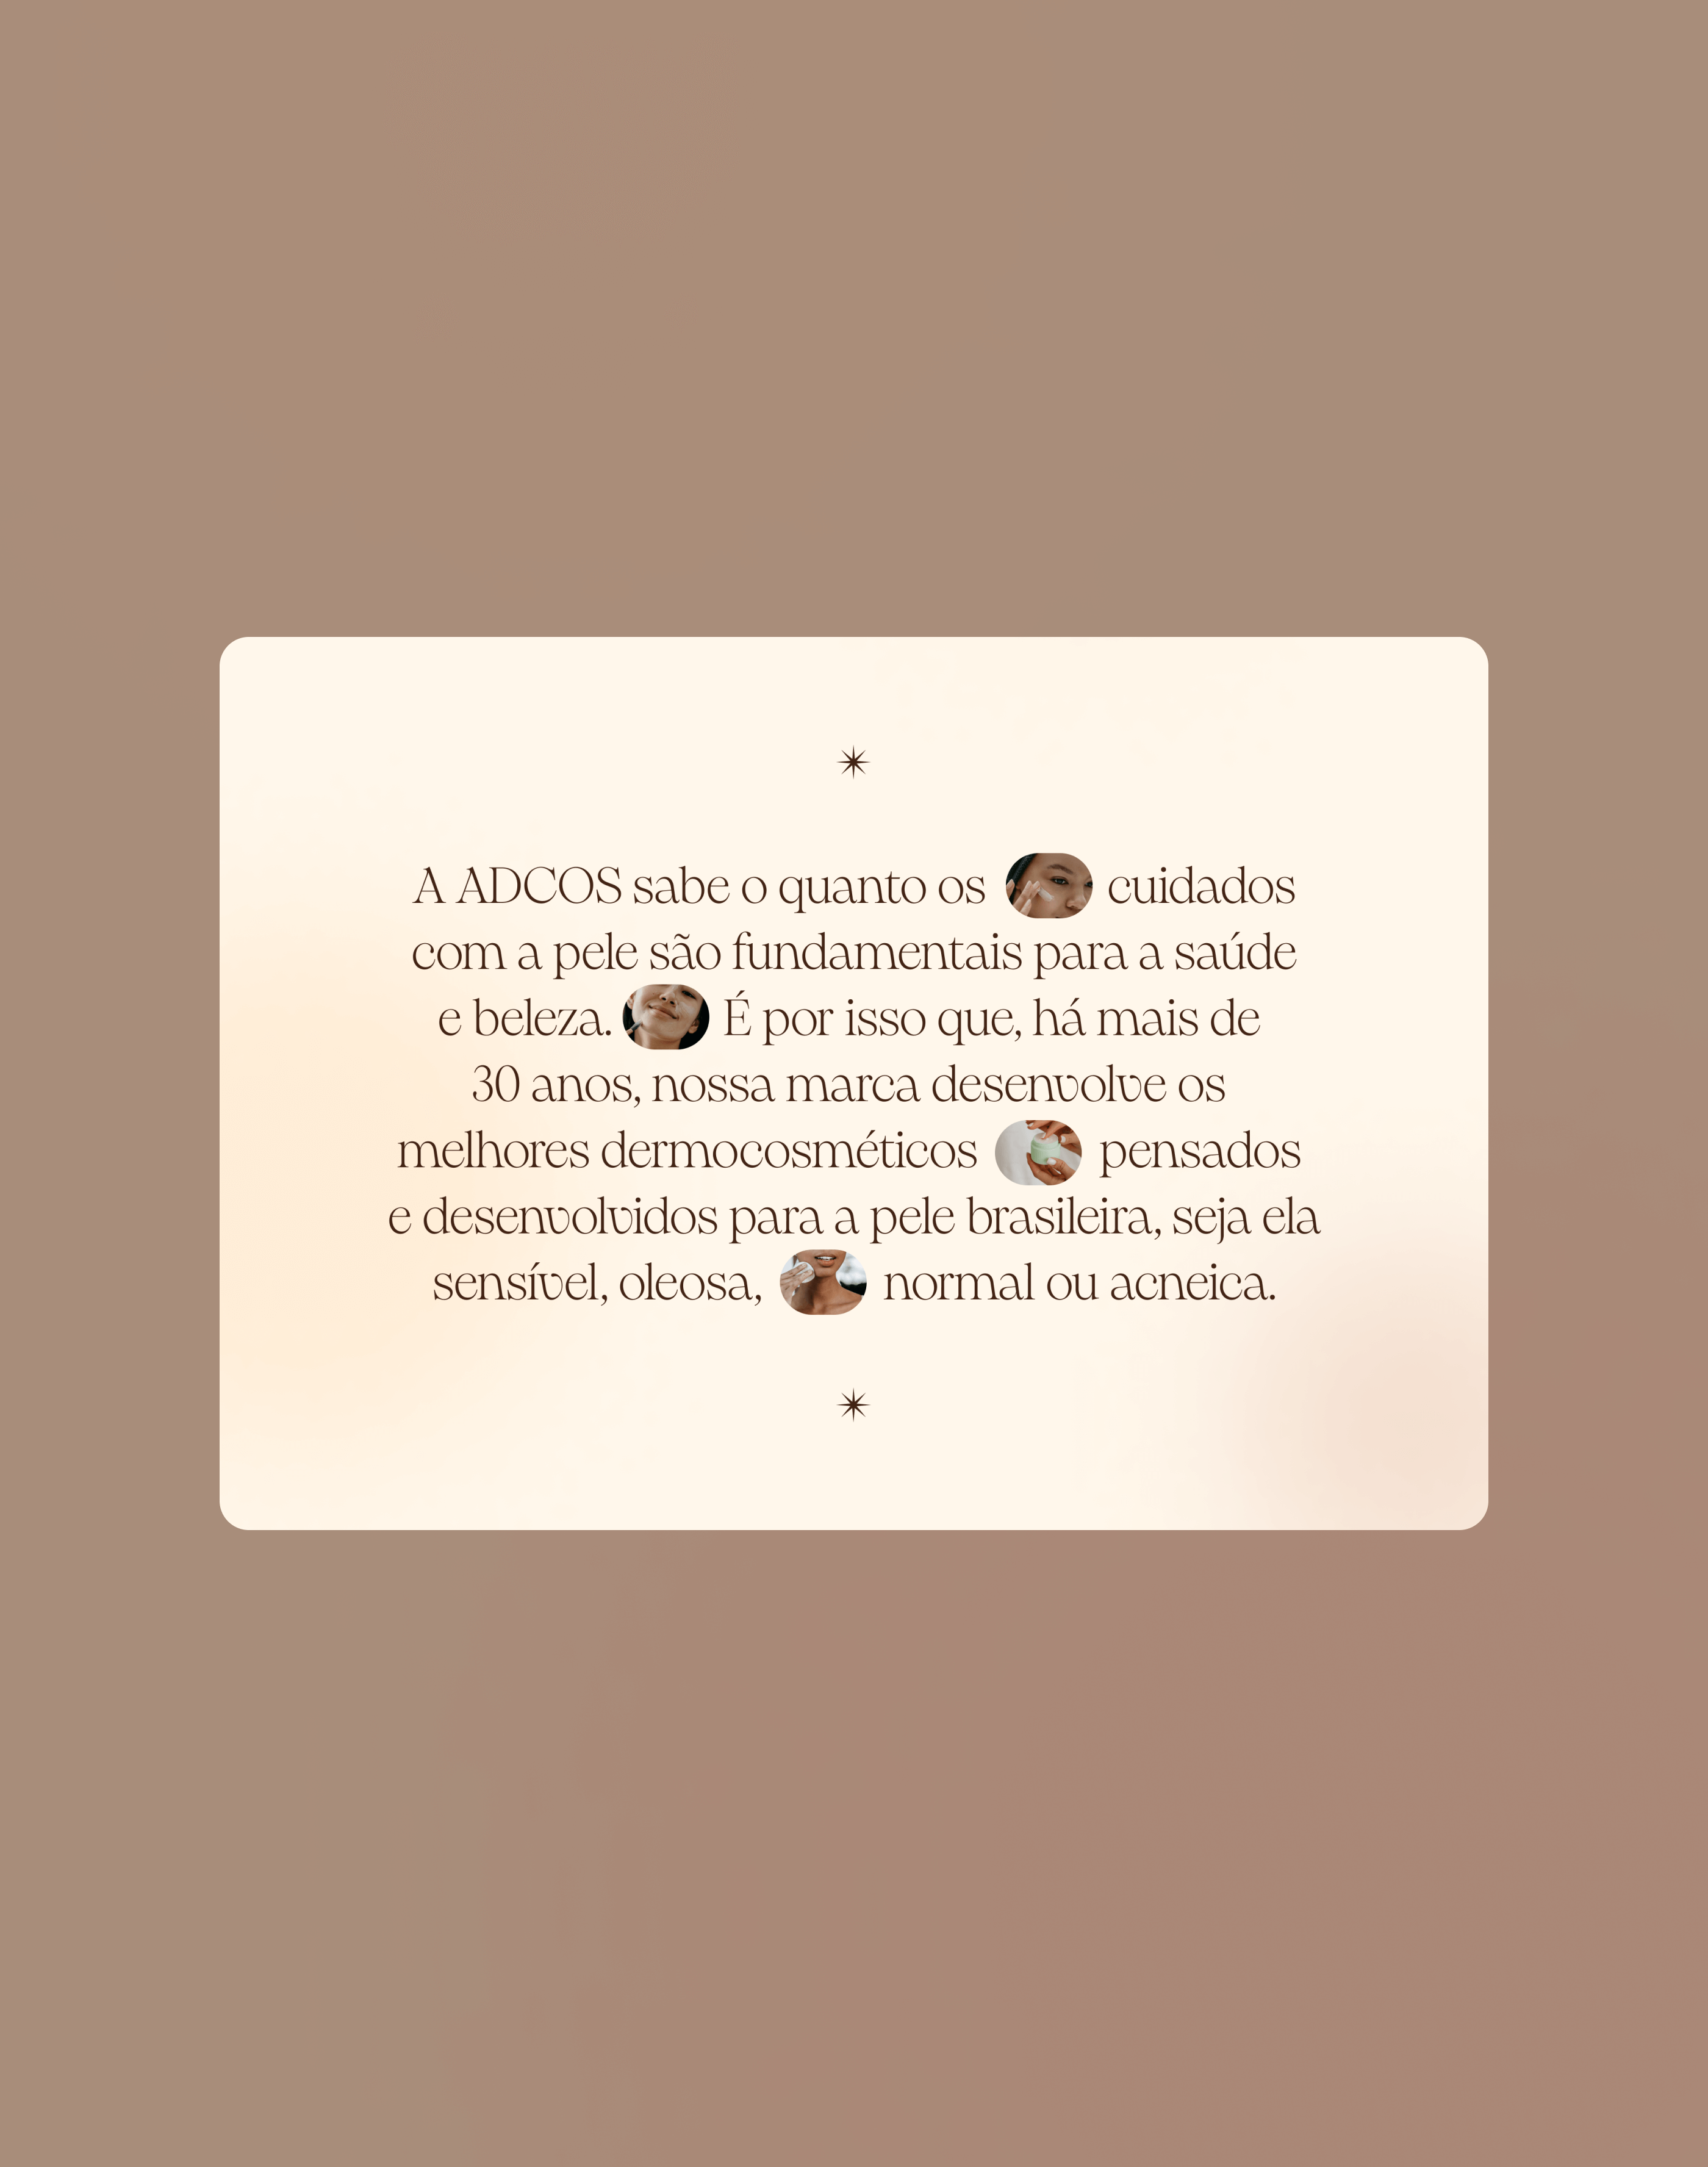 A ADCOS sabe o quanto os cuidados
com a pele são fundamentais para a saúde
e beleza. É por isso que, há mais de
30 anos, nossa marca desenvolve os
melhores dermocosméticos pensados
e desenvolvidos para a pele brasileira, seja ela
sensível, oleosa, normal ou acneica.